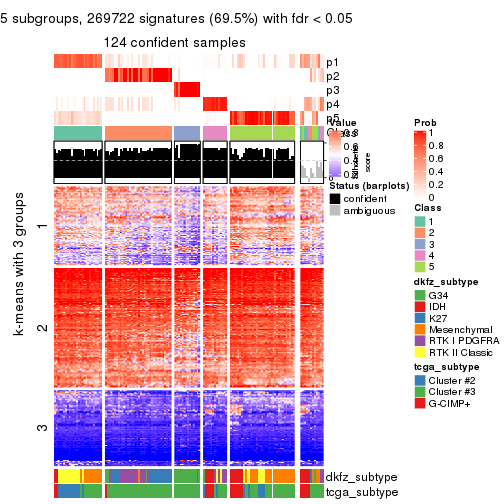 5 subgroups, 269722 signatures (69.5%) with fdr < 0.05
124 confident samples
p1
p2
p3
p4
p5
Value
Prob
1
0.8
0.6
0.4
0.2
0
score
Status (barplots)
confident
ambiguous
Class
1
2
3
4
5
dkfz_subtype
G34
IDH
K27
Mesenchymal
RTK I PDGFRA
RTK II Classic
tcga_subtype
Cluster #2
Cluster #3
G-CIMP+
k-means with 3 groups
1
2
3
dkfz_subtype
tcga_subtype